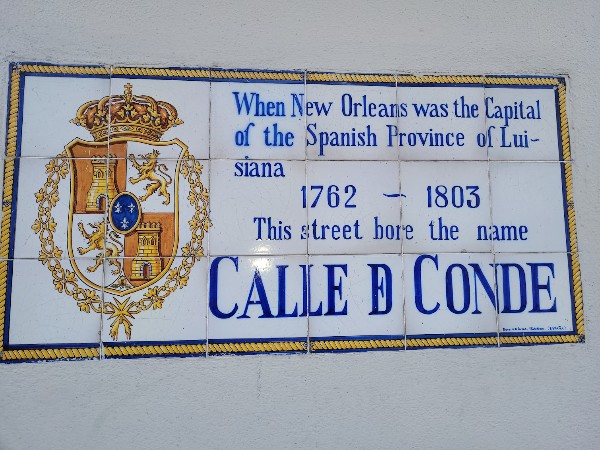 When New Orleans was the Capital
of the Spanish Province of Lui-
siana
1762 - 1803
This street bore the name
CALLE D CONDE